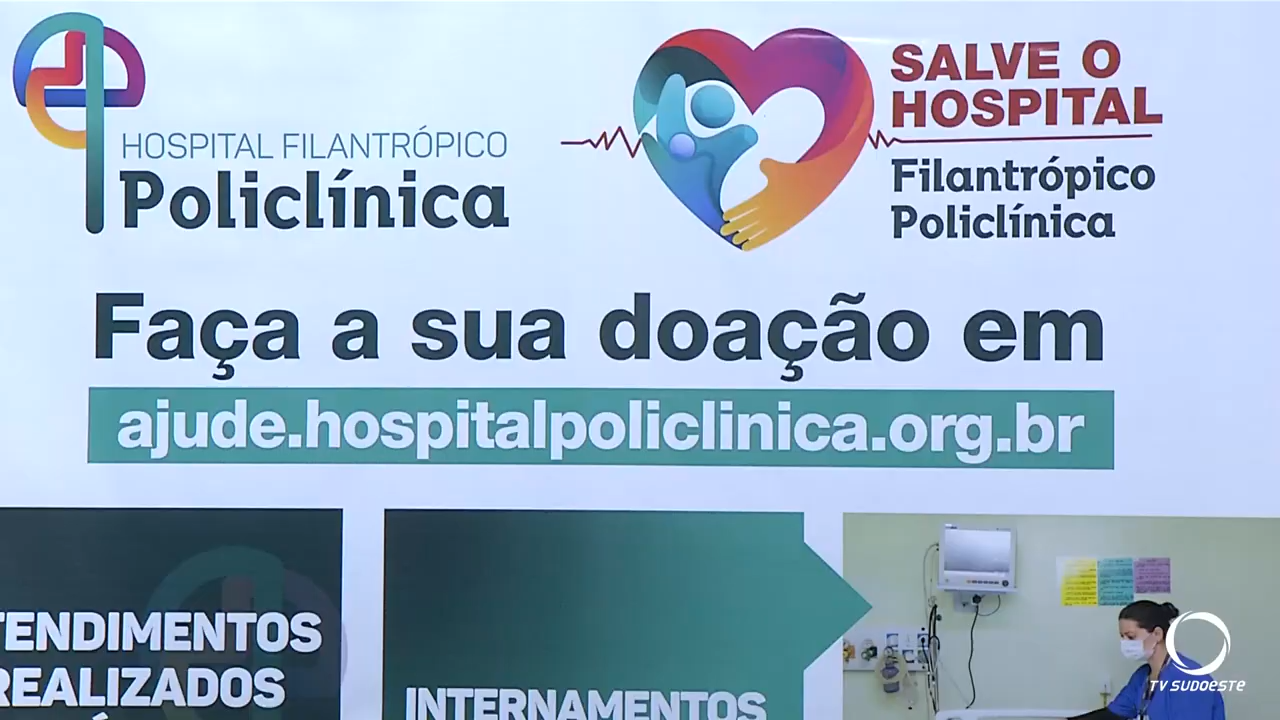 HOSPITAL FILANTRÓPICO
Policlínica
SALVE O
HOSPITAL
Filantrópico
Policlínica
Faça a sua doação em
ajude.hospitalpoliclinica.org.br
TENDIMENTOS
REALIZADOS
INTERNAMENTOS
TV SUDOESTE